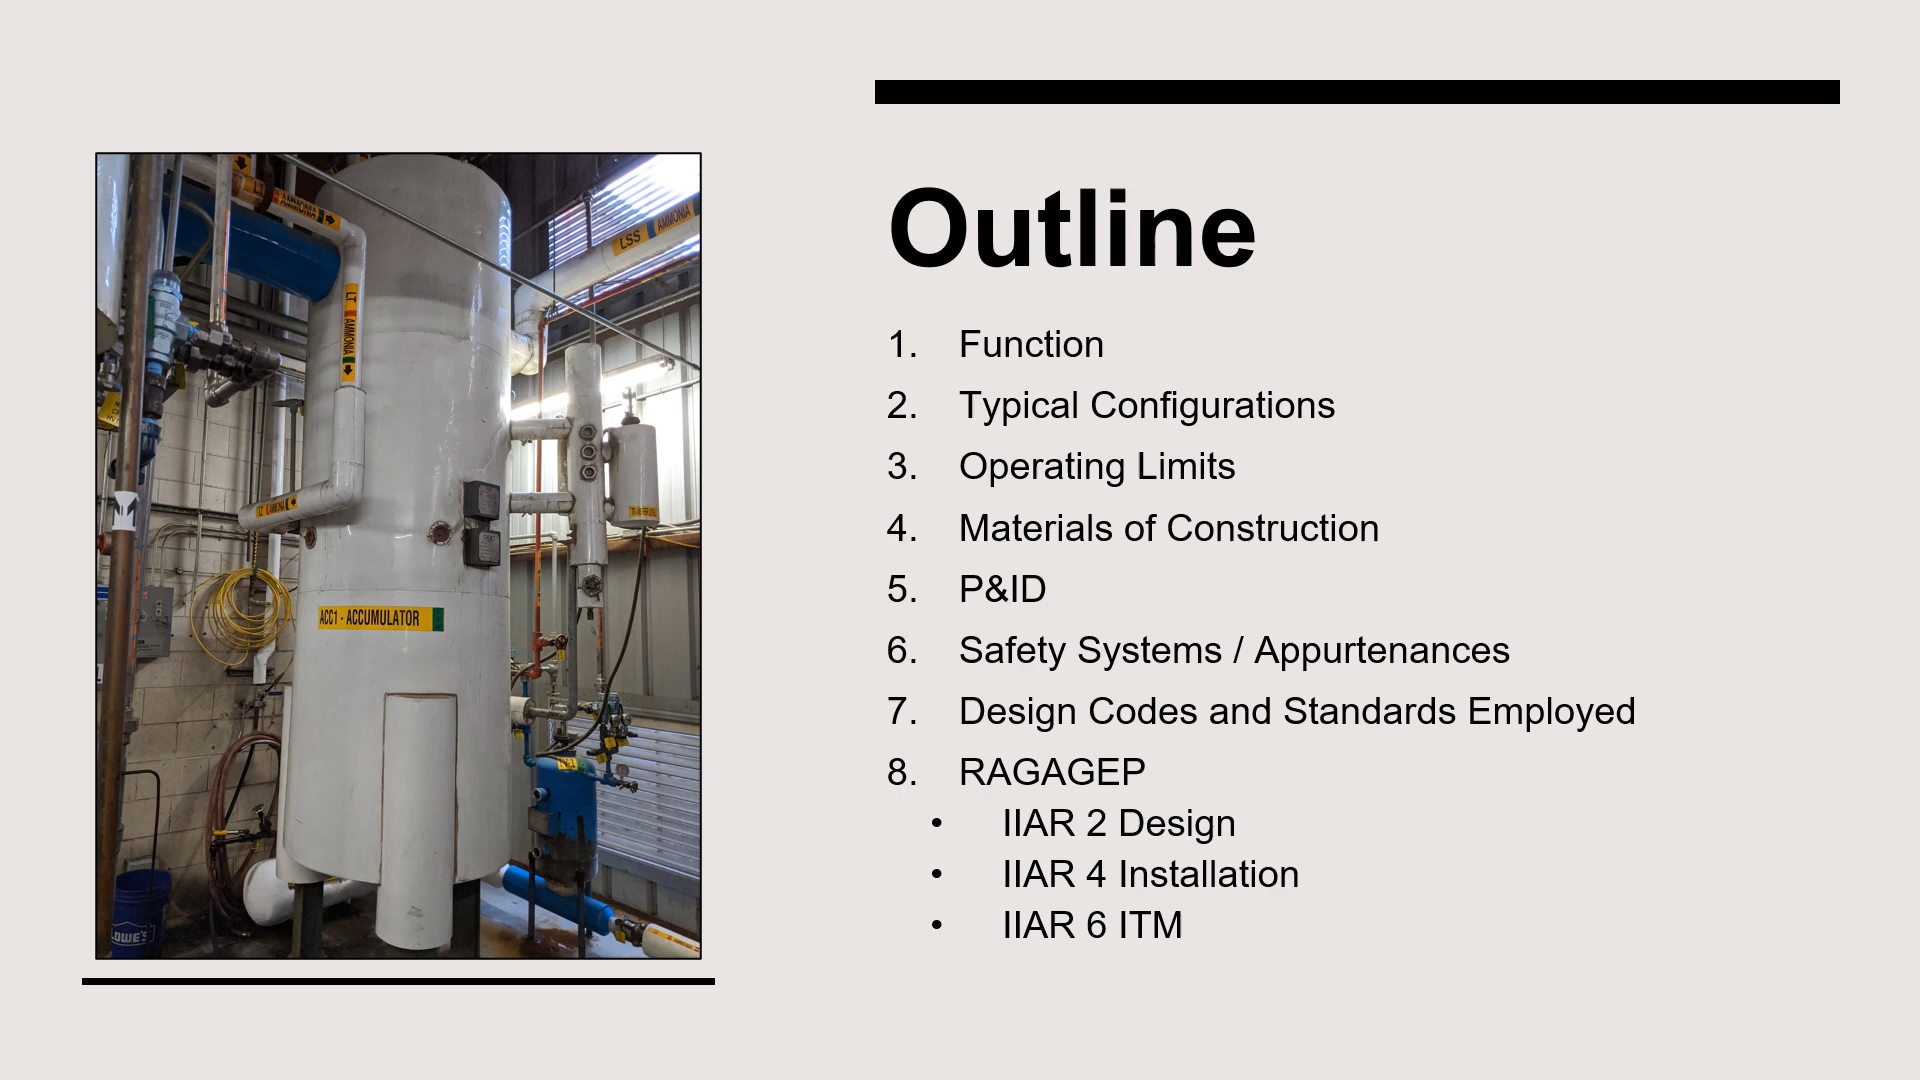 Outline
1. Function
2. Typical Configurations
3. Operating Limits
4. Materials of Construction
5. P&ID
6. Safety Systems / Appurtenances
7. Design Codes and Standards Employed
8. RAGAGEP
• IIAR 2 Design
• IIAR 4 Installation
• IIAR 6 ITM
AMMONIA
LSS AMMONIA
LT AMMONIA
LT AMMONIA
ACC1 - ACCUMULATOR
LOWE'S